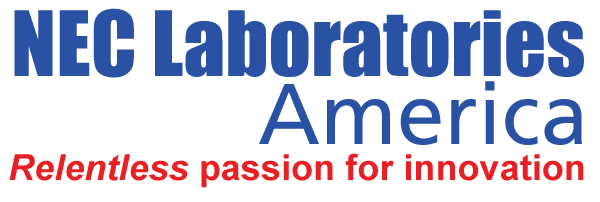 NEC Laboratories
America
Relentless passion for innovation